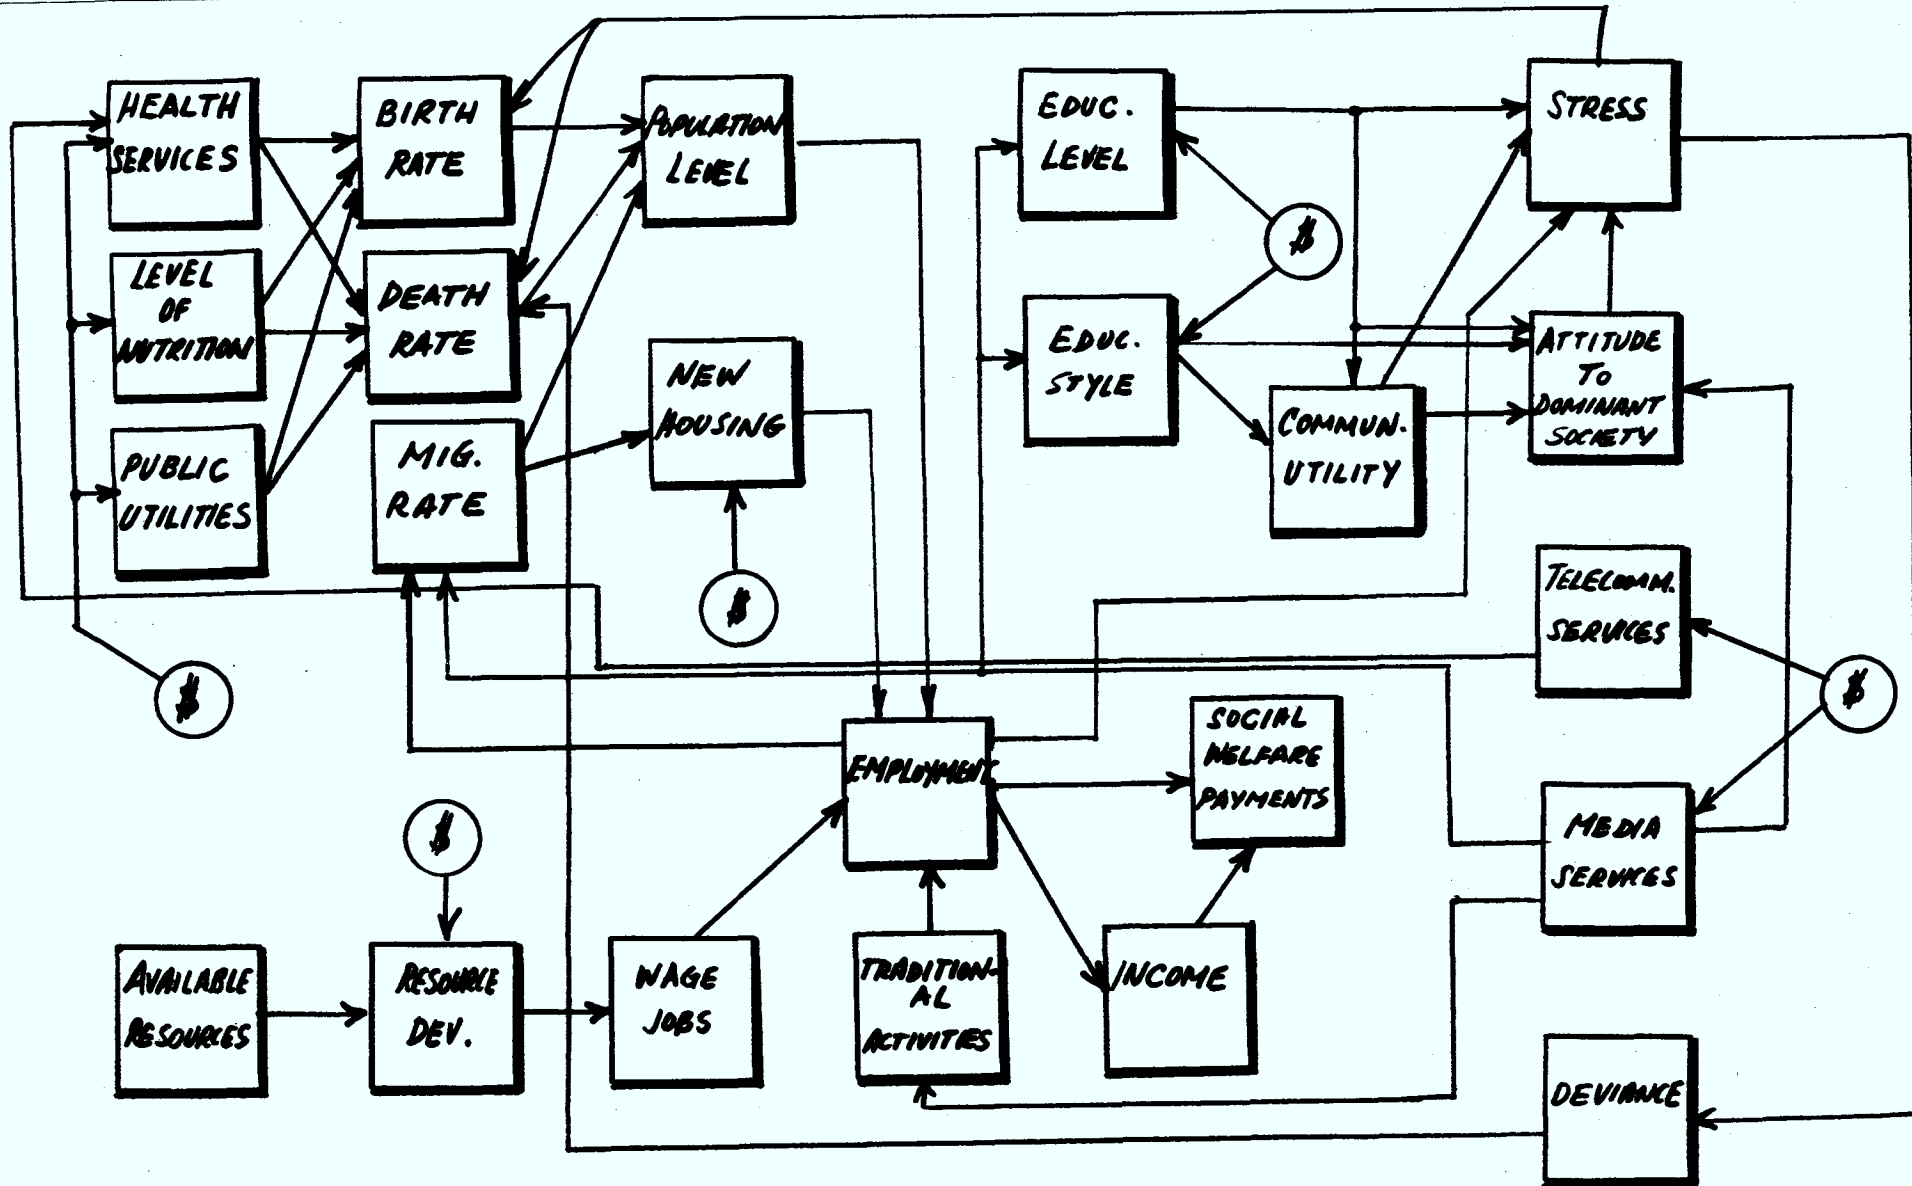 HEALTH
SERVICES
BIRTH
RATE
POPULATION
LEVEL
EDUC.
LEVEL
STRESS
$
LEVEL
OF
NUTRITION
DEATH
RATE
NEW
HOUSING
EDUC.
STYLE
COMMUN.
UTILITY
ATTITUDE
TO
DOMINANT
SOCIETY
PUBLIC
UTILITIES
MIG.
RATE
$
TELECOMM.
SERVICES
$
$
EMPLOYMENT
SOCIAL
WELFARE
PAYMENTS
$
MEDIA
SERVICES
AVAILABLE
RESOURCES
RESOURCE
DEV.
WAGE
JOBS
TRADITION-
AL
ACTIVITIES
INCOME
DEVIANCE